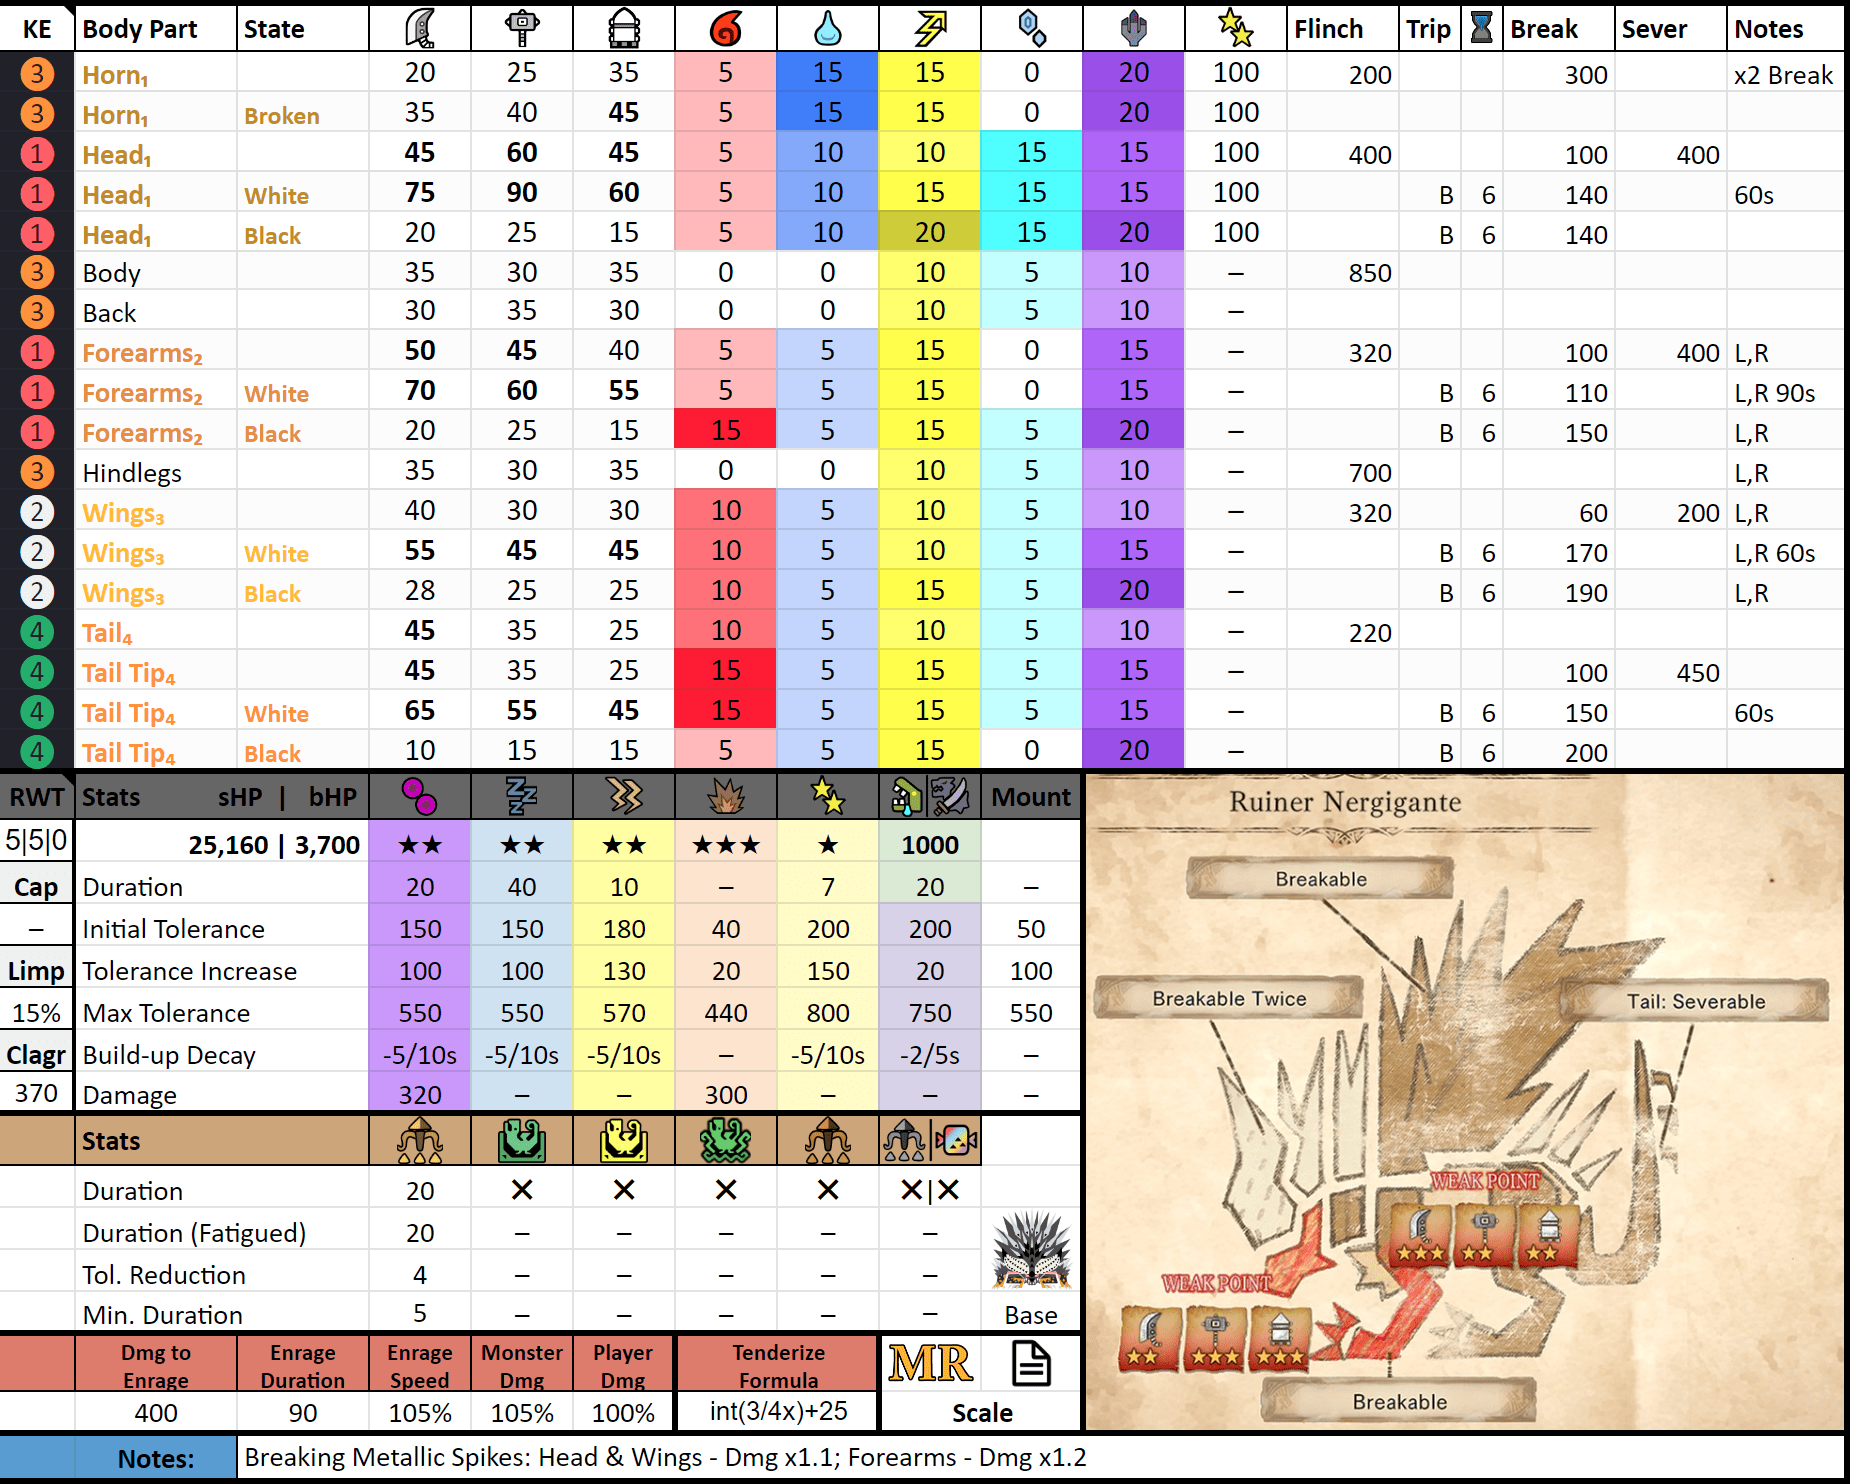 KE Body Part State Flinch Trip Break Sever Notes
3 Horn₁ 20 25 35 5 15 15 0 20 100 200 300 x2 Break
3 Horn₁ Broken 35 40 45 5 15 15 0 20 100
1 Head₁ 45 60 45 5 10 10 15 15 100 400 100 400
1 Head₁ White 75 90 60 5 10 15 15 15 100 B 6 140 60s
1 Head₁ Black 20 25 15 5 10 20 15 20 100 B 6 140
3 Body 35 30 35 0 0 10 5 10 – 850
3 Back 30 35 30 0 0 10 5 10 –
1 Forearms₂ 50 45 40 5 5 15 0 15 – 320 100 400 L,R
1 Forearms₂ White 70 60 55 5 5 15 0 15 – B 6 110 L,R 90s
1 Forearms₂ Black 20 25 15 15 5 15 5 20 – B 6 150 L,R
3 Hindlegs 35 30 35 0 0 10 5 10 – 700 L,R
2 Wings₃ 40 30 30 10 5 10 5 10 – 320 60 200 L,R
2 Wings₃ White 55 45 45 10 5 10 5 15 – B 6 170 L,R 60s
2 Wings₃ Black 28 25 25 10 5 15 5 20 – B 6 190 L,R
4 Tail₄ 45 35 25 10 5 10 5 10 – 220
4 Tail Tip₄ 45 35 25 15 5 15 5 15 – 100 450
4 Tail Tip₄ White 65 55 45 15 5 15 5 15 – B 6 150 60s
4 Tail Tip₄ Black 10 15 15 5 5 15 0 20 – B 6 200
RWT Stats sHP | bHP Mount
5|5|0 25,160 | 3,700 ★★ ★★ ★★ ★★★ ★ 1000
Cap Duration 20 40 10 – 7 20 –
– Initial Tolerance 150 150 180 40 200 200 50
Limp Tolerance Increase 100 100 130 20 150 20 100
15% Max Tolerance 550 550 570 440 800 750 550
Clagr Build-up Decay -5/10s -5/10s -5/10s – -5/10s -2/5s –
370 Damage 320 – – 300 – – –
Stats
Duration 20 ✕ ✕ ✕ ✕ ✕|✕
Duration (Fatigued) 20 – – – – –
Tol. Reduction 4 – – – – –
Min. Duration 5 – – – – – Base
Dmg to Enrage Enrage Duration Enrage Speed Monster Dmg Player Dmg Tenderize Formula MR
400 90 105% 105% 100% int(3/4x)+25 Scale
Notes: Breaking Metallic Spikes: Head & Wings - Dmg x1.1; Forearms - Dmg x1.2
Ruiner Nergigante
Breakable
Breakable Twice
Tail: Severable
WEAK POINT
★★★ ★★ ★★
WEAK POINT
★★ ★★★ ★★★
Breakable